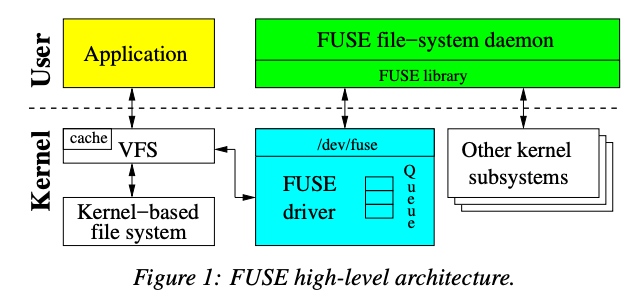 User
Application
FUSE file−system daemon
FUSE library
Kernel
cache
VFS
Kernel−based
file system
/dev/fuse
FUSE
driver
Queue
Other kernel
subsystems
Figure 1: FUSE high-level architecture.